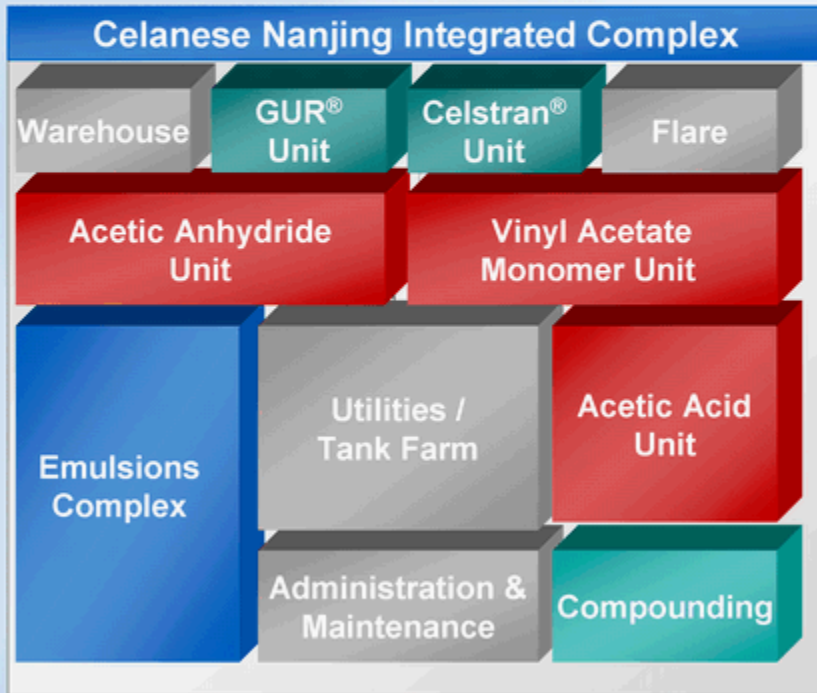 Celanese Nanjing Integrated Complex
Warehouse
GUR®
Unit
Celstran®
Unit
Flare
Acetic Anhydride
Unit
Vinyl Acetate
Monomer Unit
Emulsions
Complex
Utilities /
Tank Farm
Acetic Acid
Unit
Administration &
Maintenance
Compounding